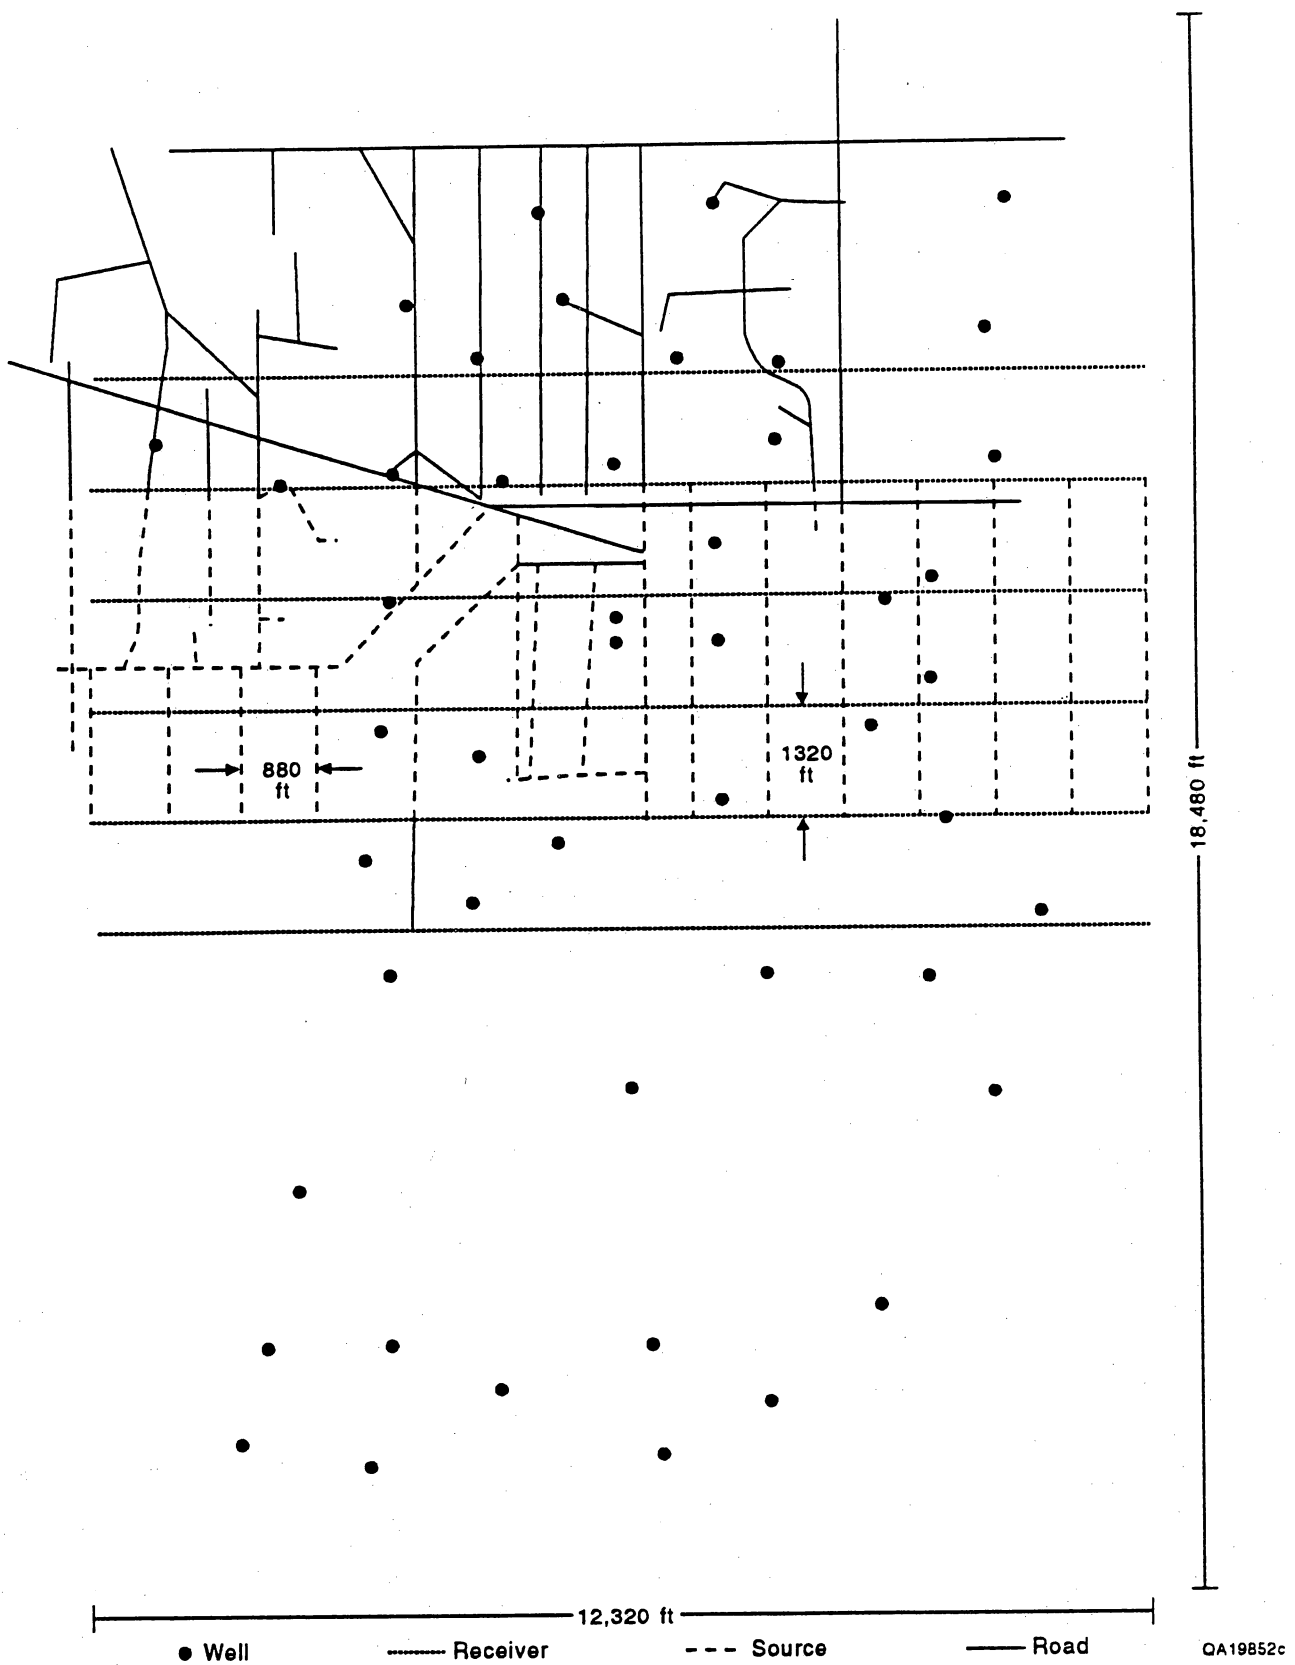 1320
ft
880
ft
18,480 ft
12,320 ft
Well
Receiver
Source
Road
QA19852c